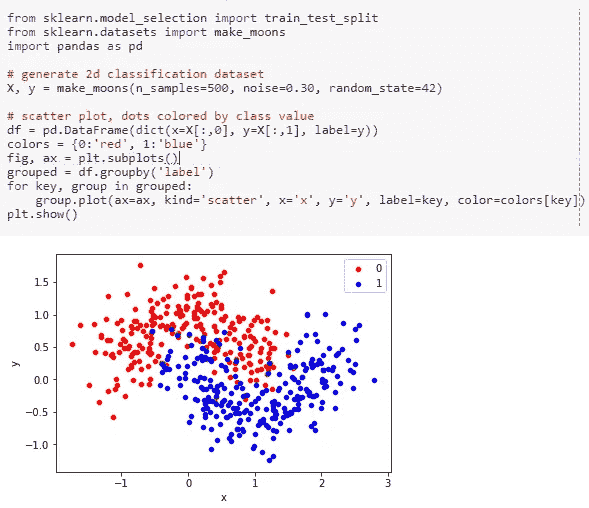 from sklearn.model_selection import train_test_split
from sklearn.datasets import make_moons
import pandas as pd
# generate 2d classification dataset
X, y = make_moons(n_samples=500, noise=0.30, random_state=42)
# scatter plot, dots colored by class value
df = pd.DataFrame(dict(x=X[:,0], y=X[:,1], label=y))
colors = {0:'red', 1:'blue'}
fig, ax = plt.subplots()
grouped = df.groupby('label')
for key, group in grouped:
    group.plot(ax=ax, kind='scatter', x='x', y='y', label=key, color=colors[key])
plt.show()
0
1
1.5
1.0
0.5
0.0
−0.5
−1.0
y
−1 0 1 2 3
x